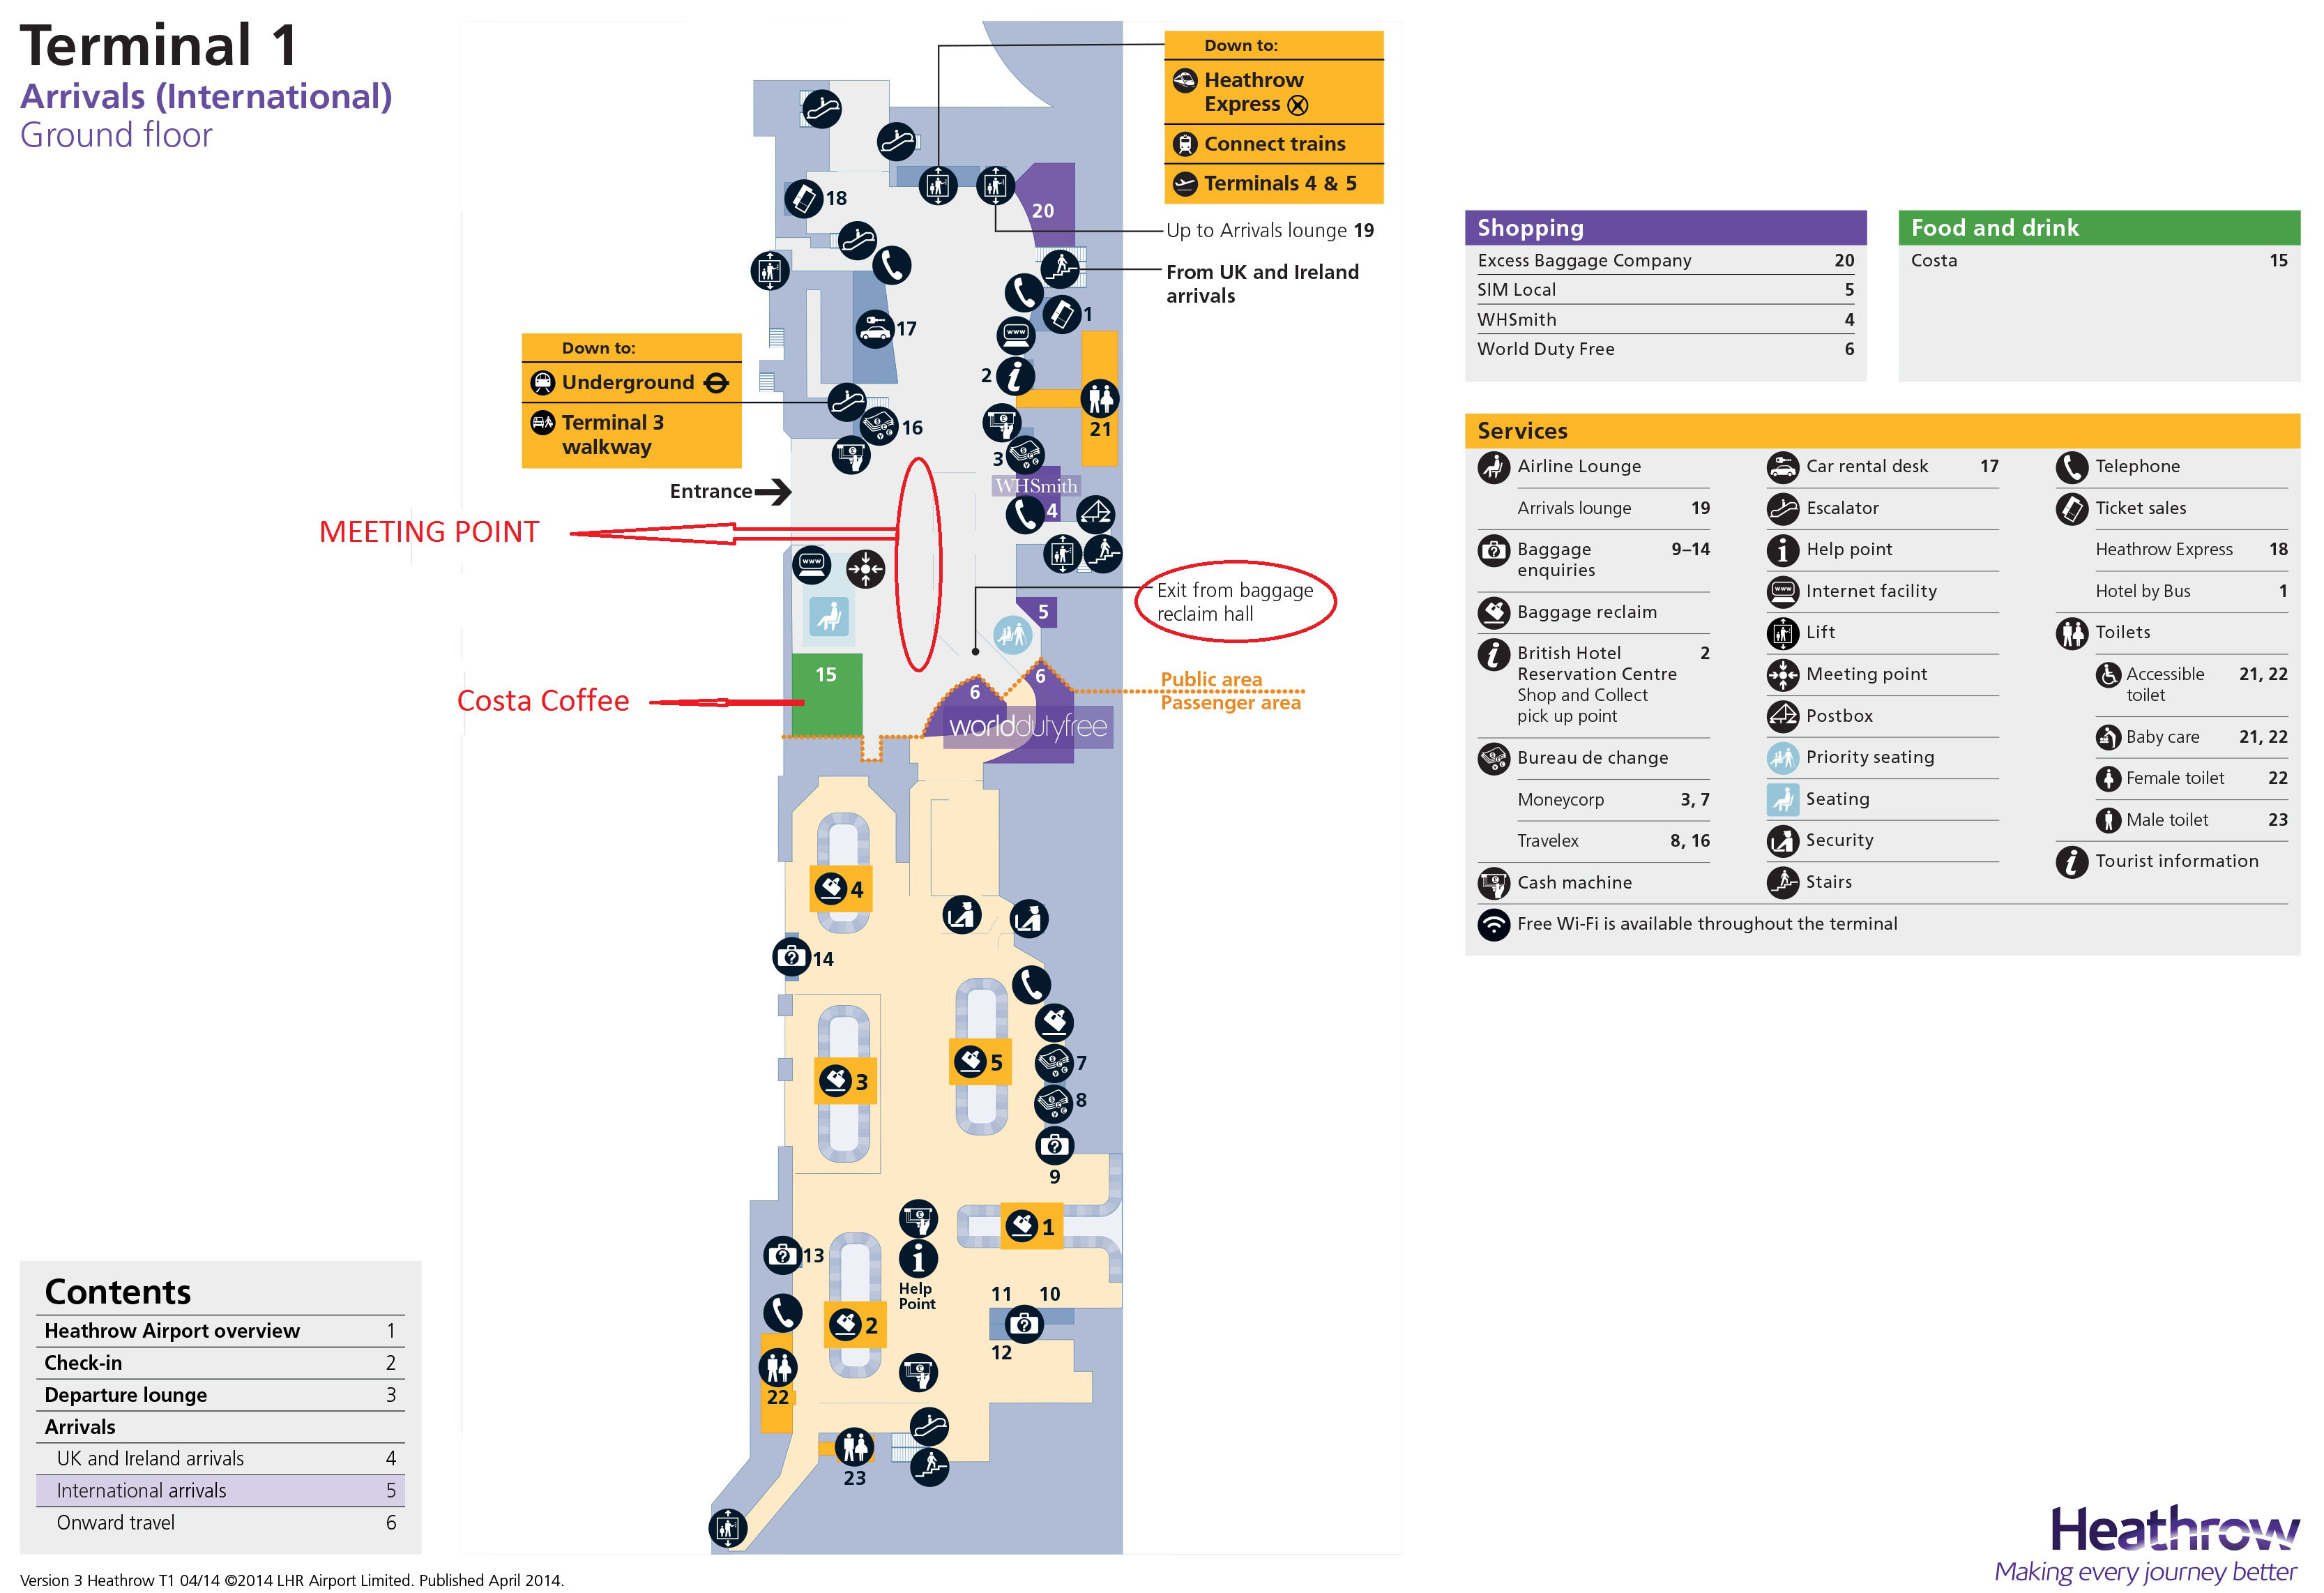 Terminal 1
Arrivals (International)
Ground floor
Down to:
Heathrow
Express
Connect trains
Terminals 4 & 5
18
20
Up to Arrivals lounge 19
From UK and Ireland
arrivals
1
17
2
21
Down to:
Underground
Terminal 3
walkway
16
3
Entrance
WHSmith
4
MEETING POINT
Exit from baggage
reclaim hall
5
15
6
6
Public area
Passenger area
Costa Coffee
worlddutyfree
4
14
3
5
7
8
9
1
13
Help
Point
11 10
2
12
22
23
Shopping
Excess Baggage Company 20
SIM Local 5
WHSmith 4
World Duty Free 6
Food and drink
Costa 15
Services
Airline Lounge
Arrivals lounge 19
Baggage 9–14
enquiries
Baggage reclaim
British Hotel 2
Reservation Centre
Shop and Collect
pick up point
Bureau de change
Moneycorp 3, 7
Travelex 8, 16
Cash machine
Free Wi-Fi is available throughout the terminal
Car rental desk 17
Escalator
Help point
Internet facility
Lift
Meeting point
Postbox
Priority seating
Seating
Security
Stairs
Telephone
Ticket sales
Heathrow Express 18
Hotel by Bus 1
Toilets
Accessible 21, 22
toilet
Baby care 21, 22
Female toilet 22
Male toilet 23
Tourist information
Contents
Heathrow Airport overview 1
Check-in 2
Departure lounge 3
Arrivals
UK and Ireland arrivals 4
International arrivals 5
Onward travel 6
Version 3 Heathrow T1 04/14 ©2014 LHR Airport Limited. Published April 2014.
Heathrow
Making every journey better